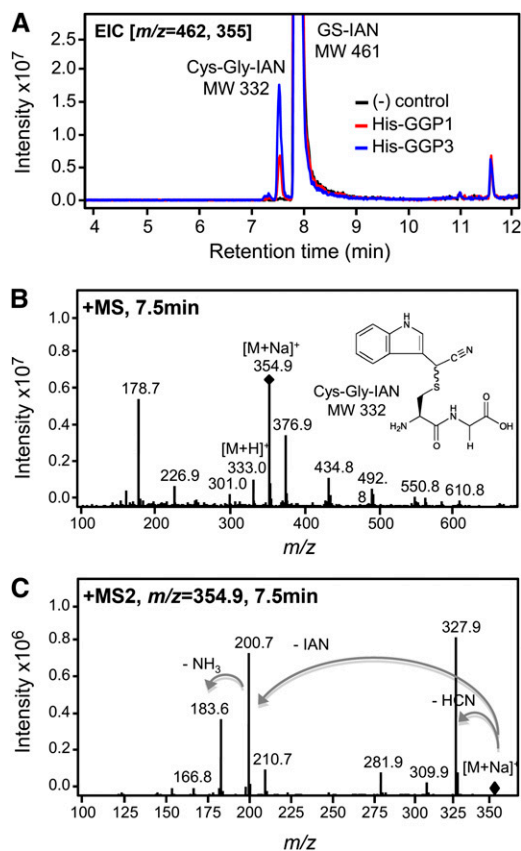 A
EIC [m/z=462, 355]
GS-IAN
MW 461
Cys-Gly-IAN
MW 332
(-) control
His-GGP1
His-GGP3
Intensity x10⁷
2.5
2.0
1.5
1.0
0.5
0.0
4 5 6 7 8 9 10 11 12
Retention time (min)
B
+MS, 7.5min
Intensity x10⁷
1.0
0.8
0.6
0.4
0.2
0.0
[M+Na]⁺
354.9
178.7
376.9
[M+H]⁺
333.0
226.9
301.0
434.8
492.
8
550.8
610.8
H
N
N
S
Cys-Gly-IAN
MW 332
H₂N
O
H
N
H
O
OH
100 200 300 400 500 600
m/z
C
+MS2, m/z=354.9, 7.5min
Intensity x10⁶
1.0
0.8
0.6
0.4
0.2
0.0
327.9
200.7
- IAN
- NH₃
183.6
- HCN
166.8
210.7
281.9
309.9
[M+Na]⁺
100 125 150 175 200 225 250 275 300 325 350
m/z